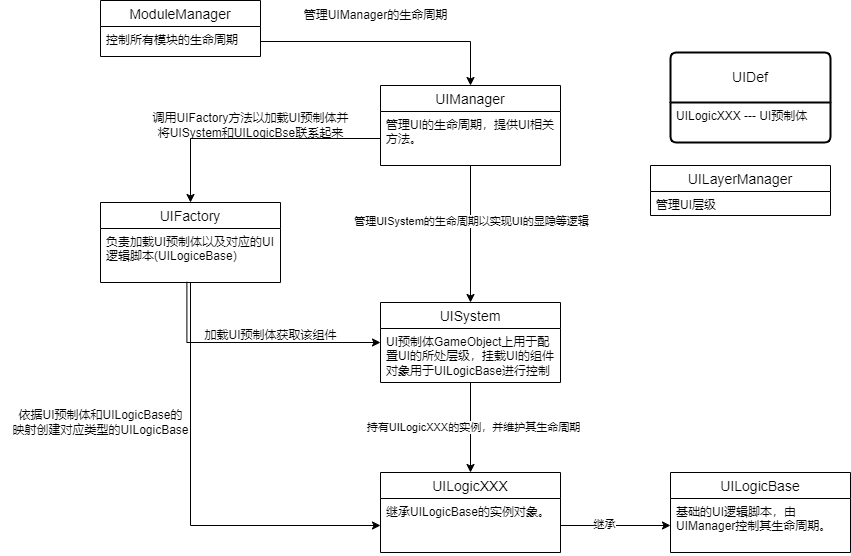 ModuleManager
控制所有模块的生命周期
管理UIManager的生命周期
UIManager
管理UI的生命周期，提供UI相关
方法。
UIDef
UILogicXXX --- UI预制体
UILayerManager
管理UI层级
调用UIFactory方法以加载UI预制体并
将UISystem和UILogicBse联系起来
UIFactory
负责加载UI预制体以及对应的UI
逻辑脚本(UILogiceBase)
管理UISystem的生命周期以实现UI的显隐等逻辑
加载UI预制体获取该组件
UISystem
UI预制体GameObject上用于配
置UI的所处层级，挂载UI的组件
对象用于UILogicBase进行控制
依据UI预制体和UILogicBase的
映射创建对应类型的UILogicBase
持有UILogicXXX的实例，并维护其生命周期
UILogicXXX
继承UILogicBase的实例对象。
继承
UILogicBase
基础的UI逻辑脚本，由
UIManager控制其生命周期。